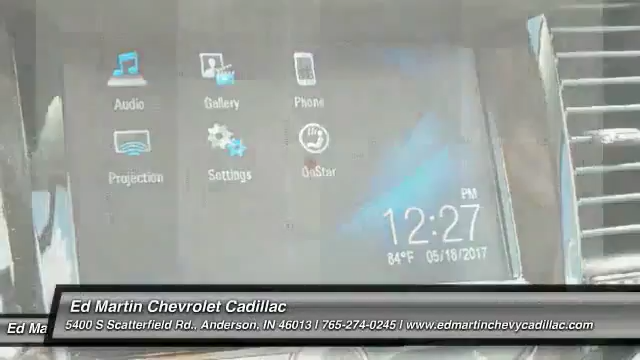 Audio
Gallery
Phone
Projection
Settings
OnStar
PM
12:27
84°F 05/18/2017
Ed Martin Chevrolet Cadillac
5400 S Scatterfield Rd., Anderson, IN 46013 I 765-274-0245 I www.edmartinchevycadillac.com
Ed Ma